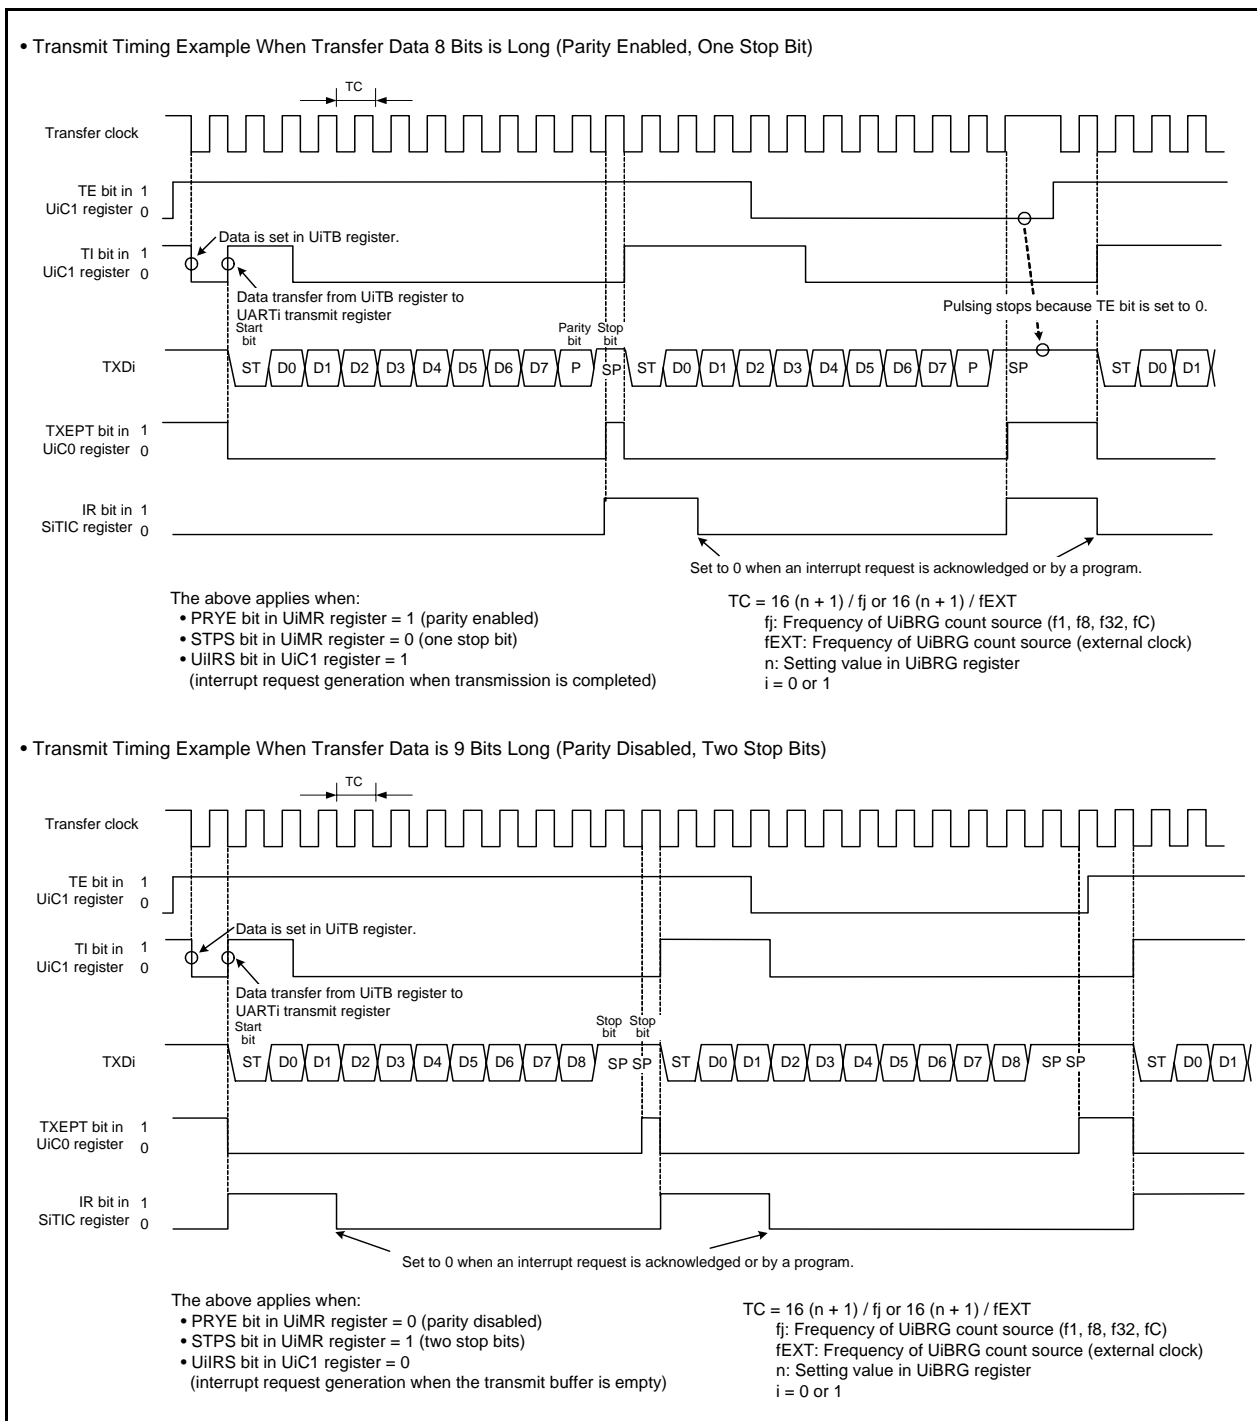 • Transmit Timing Example When Transfer Data 8 Bits is Long (Parity Enabled, One Stop Bit)
TC
Transfer clock
TE bit in 1
UiC1 register 0
Data is set in UiTB register.
TI bit in 1
UiC1 register 0
Data transfer from UiTB register to
UARTi transmit register
Pulsing stops because TE bit is set to 0.
Start
bit
Parity
bit
Stop
bit
TXDi
ST D0 D1 D2 D3 D4 D5 D6 D7 P SP ST D0 D1 D2 D3 D4 D5 D6 D7 P SP ST D0 D1
TXEPT bit in 1
UiC0 register 0
IR bit in 1
SiTIC register 0
Set to 0 when an interrupt request is acknowledged or by a program.
The above applies when:
• PRYE bit in UiMR register = 1 (parity enabled)
• STPS bit in UiMR register = 0 (one stop bit)
• UiIRS bit in UiC1 register = 1
(interrupt request generation when transmission is completed)
TC = 16 (n + 1) / fj or 16 (n + 1) / fEXT
fj: Frequency of UiBRG count source (f1, f8, f32, fC)
fEXT: Frequency of UiBRG count source (external clock)
n: Setting value in UiBRG register
i = 0 or 1
• Transmit Timing Example When Transfer Data is 9 Bits Long (Parity Disabled, Two Stop Bits)
TC
Transfer clock
TE bit in 1
UiC1 register 0
Data is set in UiTB register.
TI bit in 1
UiC1 register 0
Data transfer from UiTB register to
UARTi transmit register
Start
bit
Stop
bit
Stop
bit
TXDi
ST D0 D1 D2 D3 D4 D5 D6 D7 D8 SP SP ST D0 D1 D2 D3 D4 D5 D6 D7 D8 SP SP ST D0 D1
TXEPT bit in 1
UiC0 register 0
IR bit in 1
SiTIC register 0
Set to 0 when an interrupt request is acknowledged or by a program.
The above applies when:
• PRYE bit in UiMR register = 0 (parity disabled)
• STPS bit in UiMR register = 1 (two stop bits)
• UiIRS bit in UiC1 register = 0
(interrupt request generation when the transmit buffer is empty)
TC = 16 (n + 1) / fj or 16 (n + 1) / fEXT
fj: Frequency of UiBRG count source (f1, f8, f32, fC)
fEXT: Frequency of UiBRG count source (external clock)
n: Setting value in UiBRG register
i = 0 or 1